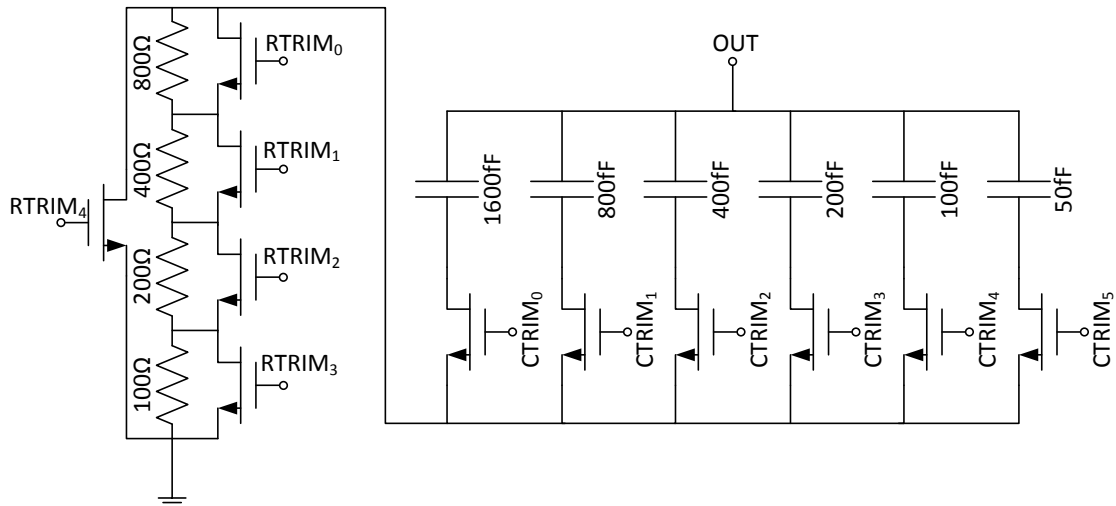 800Ω
RTRIM₀
400Ω
RTRIM₁
RTRIM₄
200Ω
RTRIM₂
100Ω
RTRIM₃
OUT
1600fF
800fF
400fF
200fF
100fF
50fF
CTRIM₀
CTRIM₁
CTRIM₂
CTRIM₃
CTRIM₄
CTRIM₅